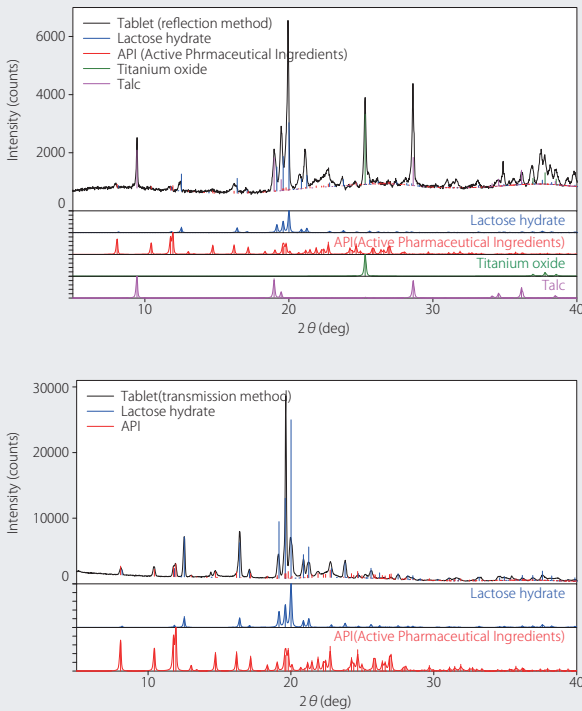 Tablet (reflection method)
Lactose hydrate
API (Active Phrmaceutical Ingredients)
Titanium oxide
Talc
Intensity (counts)
6000
4000
2000
0
Lactose hydrate
API(Active Pharmaceutical Ingredients)
Titanium oxide
Talc
10 20 30 40
2 θ (deg)
30000
Tablet(transmission method)
Lactose hydrate
API
Intensity (counts)
20000
10000
0
Lactose hydrate
API(Active Pharmaceutical Ingredients)
10 20 30 40
2 θ (deg)